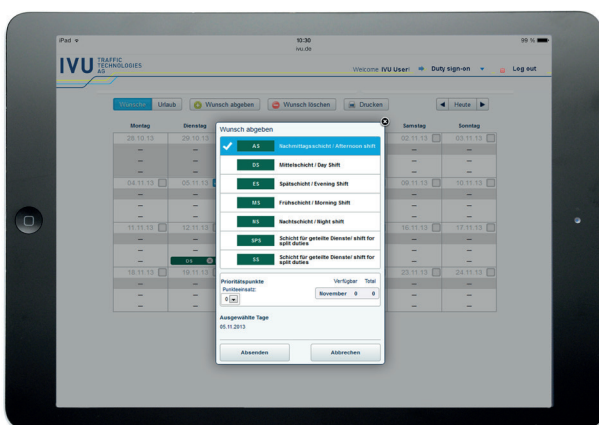 iPad
10:30
99 %
ivu.de
IVU TRAFFIC TECHNOLOGIES AG
Welcome IVU User!
Duty sign-on
Log out
Wünsche
Urlaub
Wunsch abgeben
Wunsch löschen
Drucken
Heute
Montag
Dienstag
Samstag
Sonntag
28.10.13
29.10.13
02.11.13
03.11.13
04.11.13
05.11.13
09.11.13
10.11.13
11.11.13
12.11.13
16.11.13
17.11.13
DS
18.11.13
19.11.13
23.11.13
24.11.13
Wunsch abgeben
AS Nachmittagsschicht / Afternoon shift
DS Mittelschicht / Day Shift
ES Spätschicht / Evening Shift
MS Frühschicht / Morning Shift
NS Nachtschicht / Night shift
SPS Schicht für geteilte Dienste/ shift for
split duties
SS Schicht für geteilte Dienste/ shift for
split duties
Prioritätspunkte
Verfügbar Total
Punkteeinsatz:
0
November 0 0
Ausgewählte Tage
05.11.2013
Absenden
Abbrechen